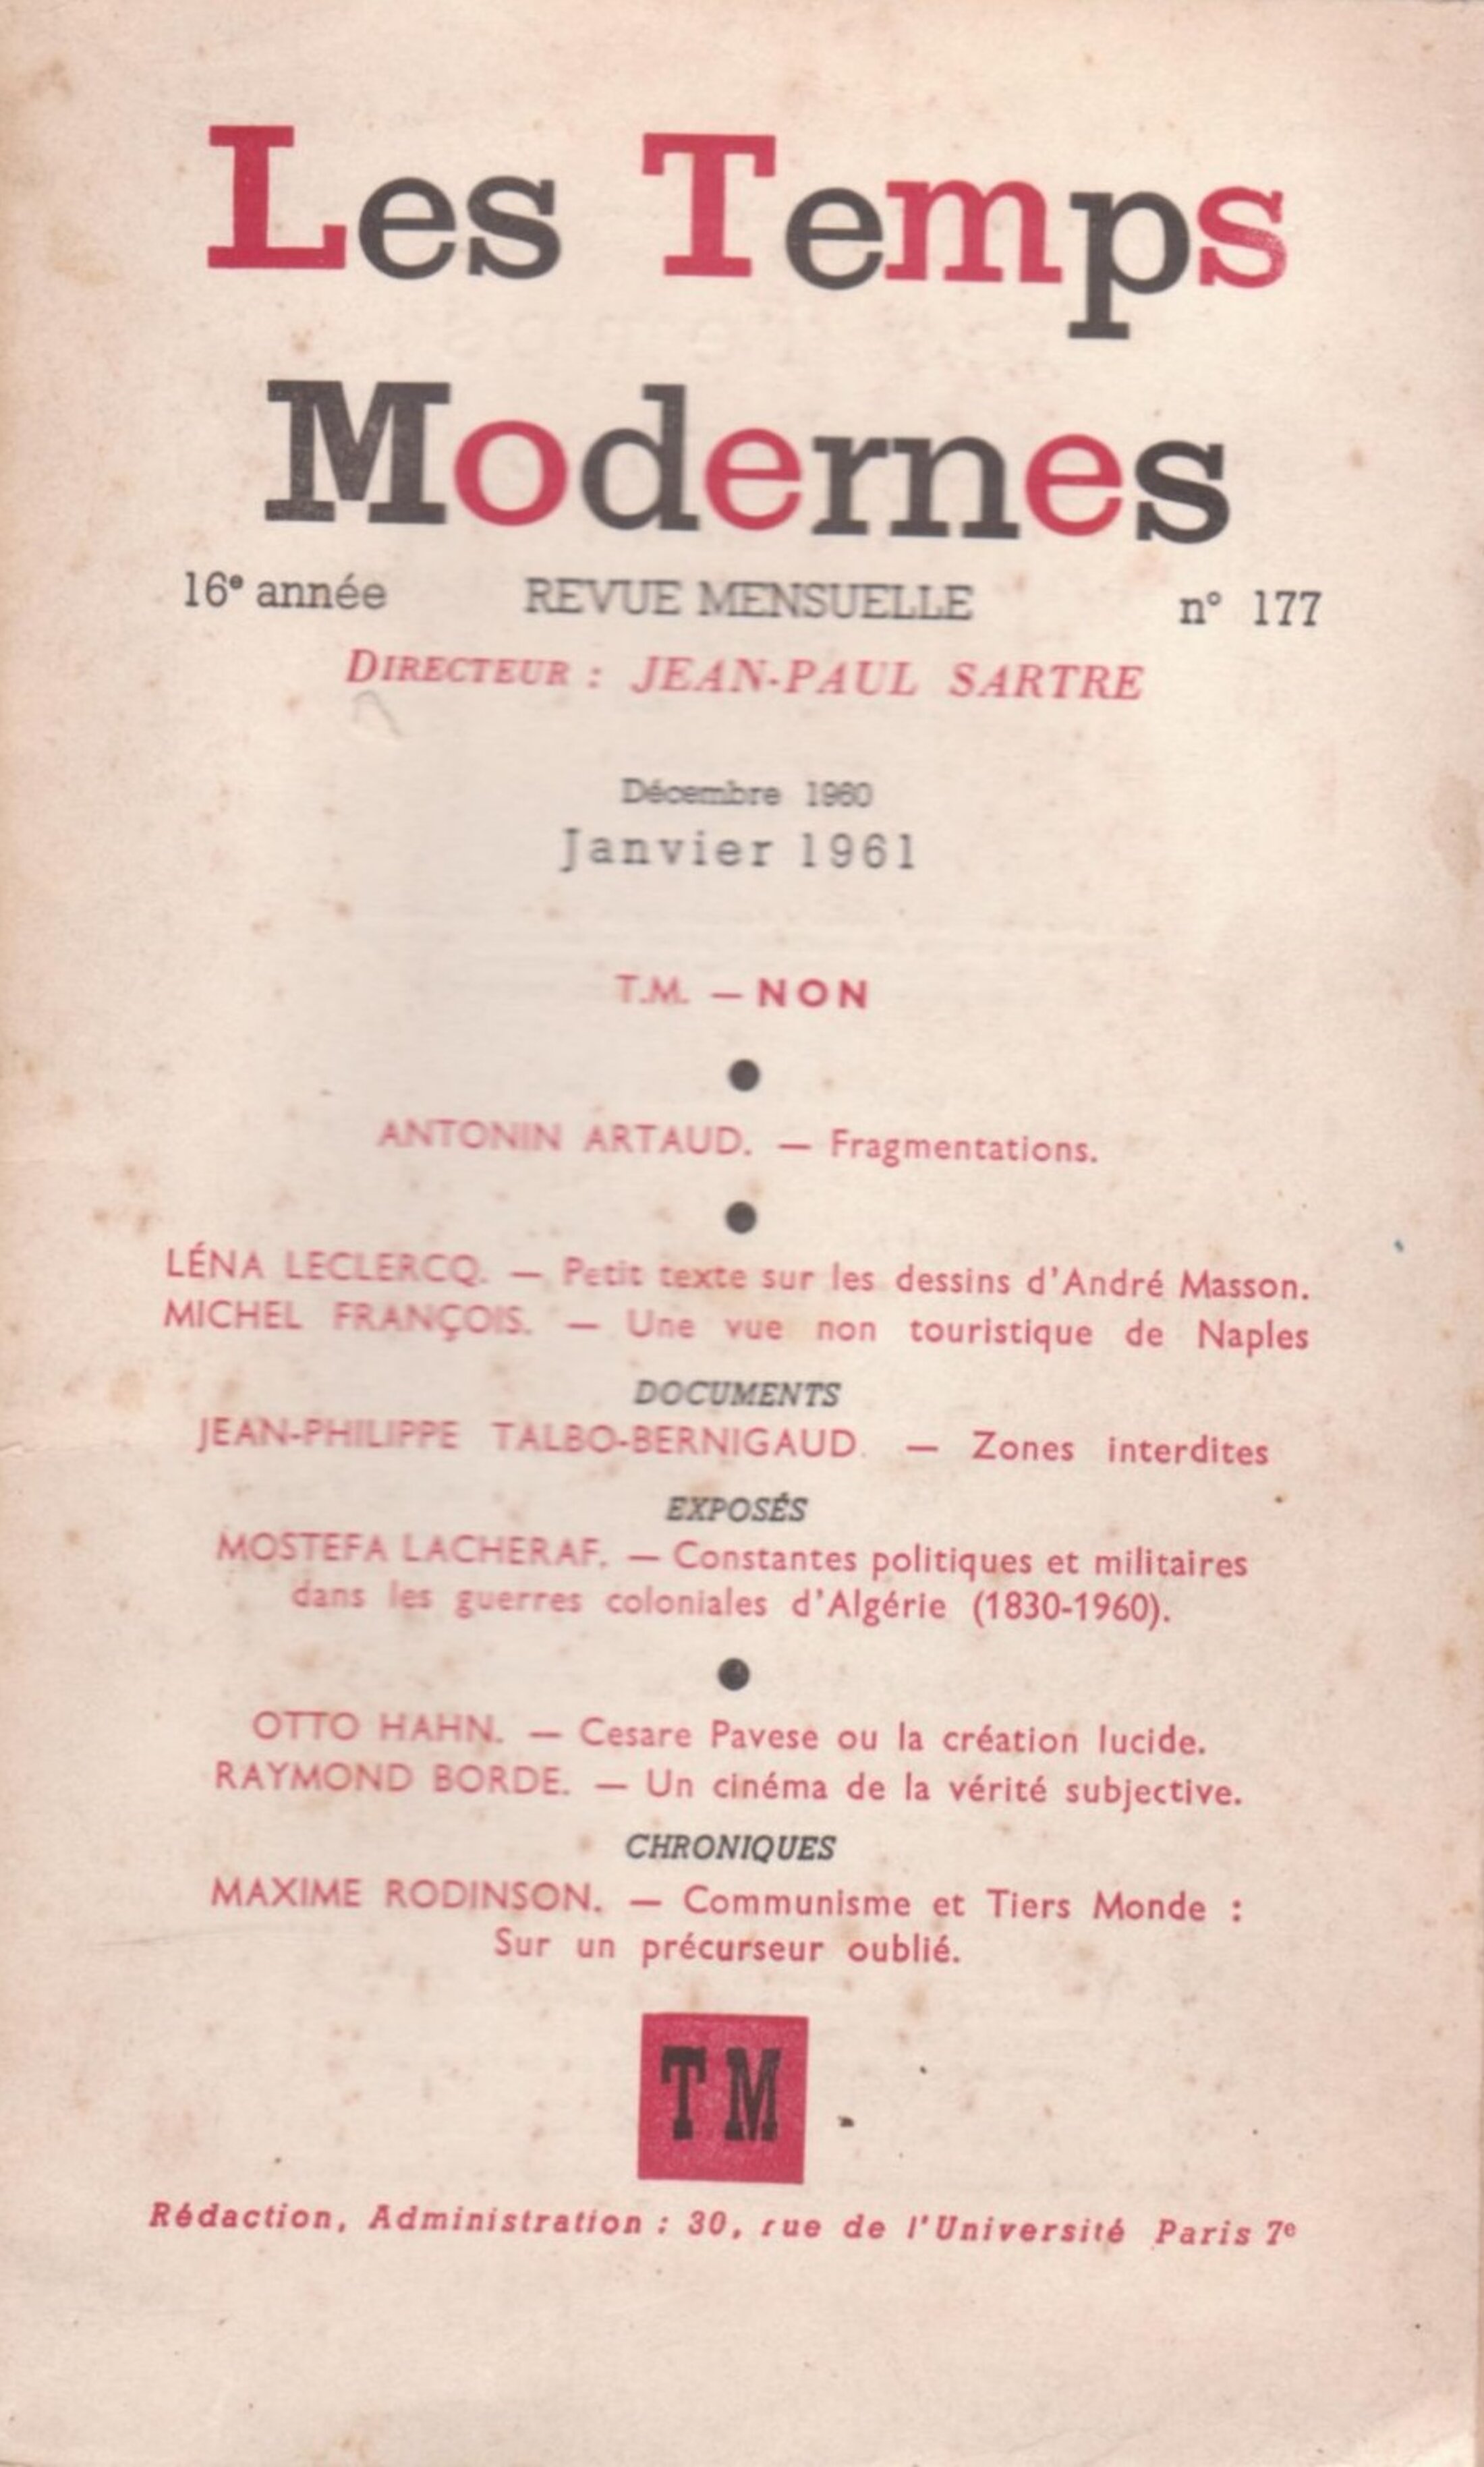 Les Temps
Modernes
16e année REVUE MENSUELLE n° 177
DIRECTEUR : JEAN-PAUL SARTRE
Décembre 1960
Janvier 1961
T.M. — NON
ANTONIN ARTAUD. — Fragmentations.
LÉNA LECLERCQ. — Petit texte sur les dessins d'André Masson.
MICHEL FRANÇOIS. — Une vue non touristique de Naples
DOCUMENTS
JEAN-PHILIPPE TALBO-BERNIGAUD. — Zones interdites
EXPOSÉS
MOSTEFA LACHERAF. — Constantes politiques et militaires
dans les guerres coloniales d'Algérie (1830-1960).
OTTO HAHN. — Cesare Pavese ou la création lucide.
RAYMOND BORDE. — Un cinéma de la vérité subjective.
CHRONIQUES
MAXIME RODINSON. — Communisme et Tiers Monde :
Sur un précurseur oublié.
TM
Rédaction, Administration : 30, rue de l'Université Paris 7e